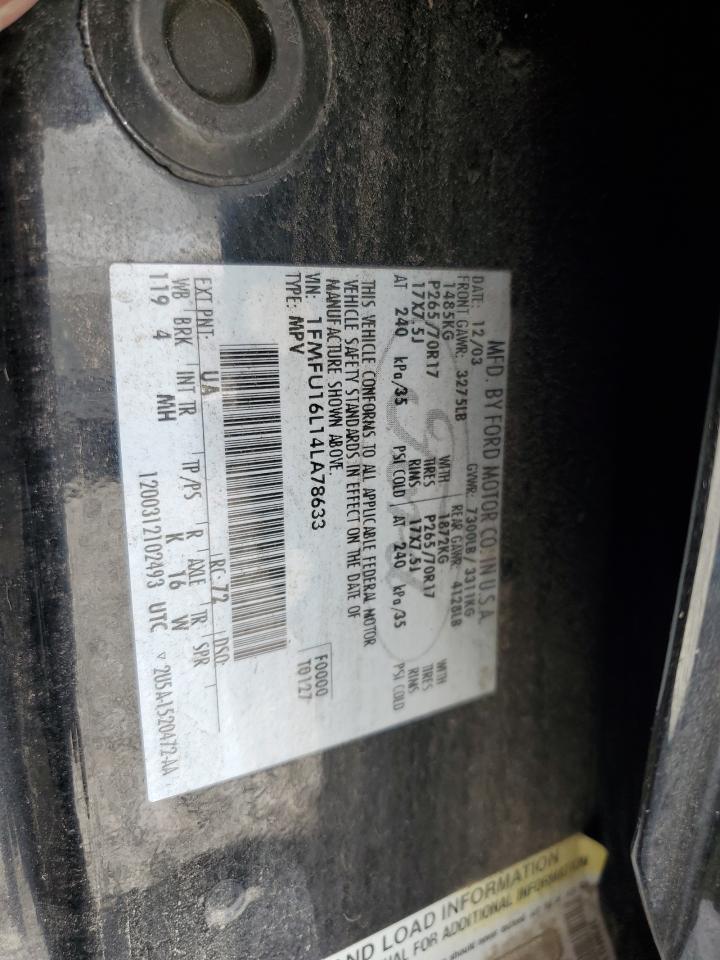 MFD. BY FORD MOTOR CO. IN U.S.A.
DATE: 12/03 GVWR: 7300LB/3311KG
FRONT GAWR: 3275LB REAR GAWR: 4128LB
1485KG WITH 1872KG WITH
P265/70R17 TIRES P265/70R17 TIRES
17X7.5J RIMS 17X7.5J RIMS
AT 240 kPa/35 PSI COLD AT 240 kPa/35 PSI COLD
THIS VEHICLE CONFORMS TO ALL APPLICABLE FEDERAL MOTOR
VEHICLE SAFETY STANDARDS IN EFFECT ON THE DATE OF
MANUFACTURE SHOWN ABOVE.
VIN: 1FMFU16L14LA78633 F0000
TYPE: MPV T0127
EXT PNT: UA RC: 72 DSO:
WB BRK INT TR TP/PS R AXLE TR SPR
119 4 MH K 16 W
1200312102493 UTC ▿ 2U5A-1520472-AA
AND LOAD INFORMATION
UAL FOR ADDITIONAL INFORMATION